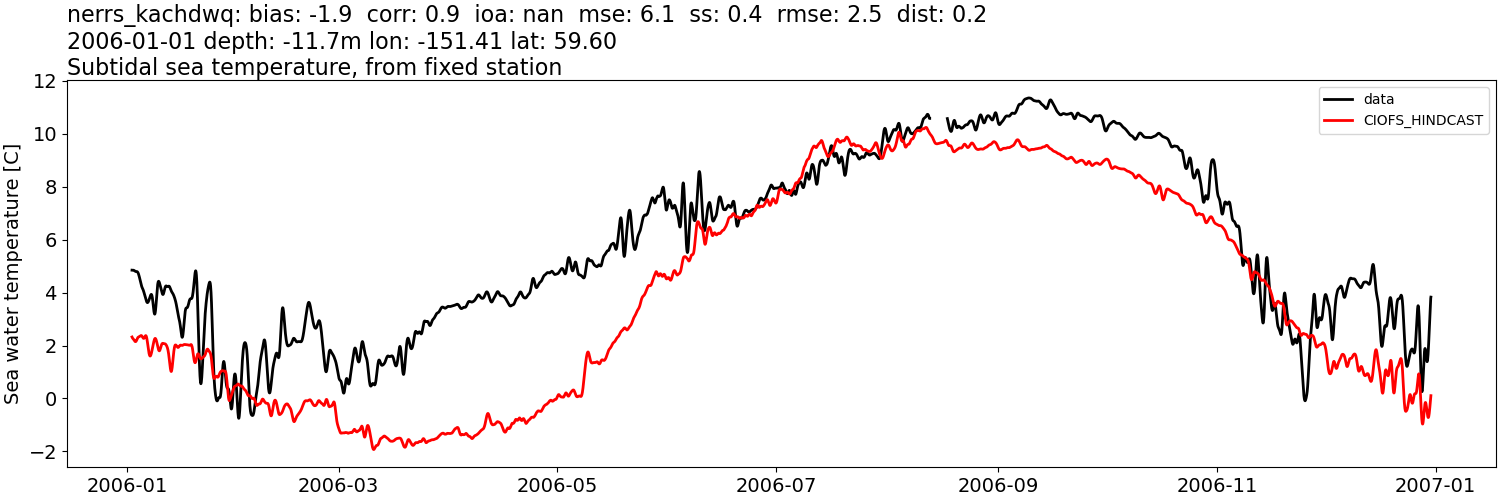 nerrs_kachdwq: bias: -1.9  corr: 0.9  ioa: nan  mse: 6.1  ss: 0.4  rmse: 2.5  dist: 0.2
2006-01-01 depth: -11.7m lon: -151.41 lat: 59.60
Subtidal sea temperature, from fixed station
12
10
8
6
4
2
0
−2
Sea water temperature [C]
data
CIOFS_HINDCAST
2006-01
2006-03
2006-05
2006-07
2006-09
2006-11
2007-01